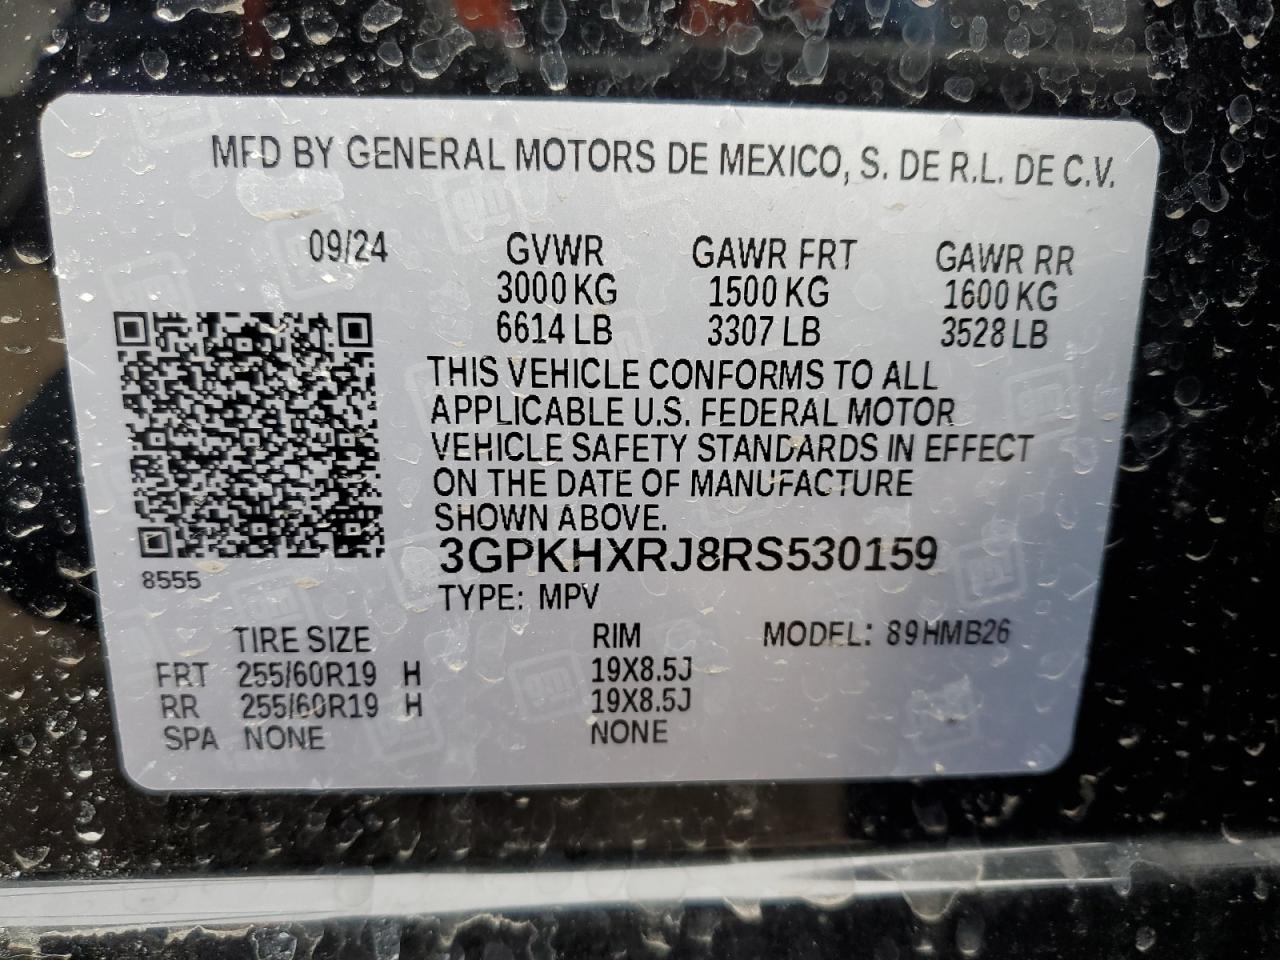 MFD BY GENERAL MOTORS DE MEXICO, S. DE R.L. DE C.V.
09/24 GVWR GAWR FRT GAWR RR
3000 KG 1500 KG 1600 KG
6614 LB 3307 LB 3528 LB
THIS VEHICLE CONFORMS TO ALL
APPLICABLE U.S. FEDERAL MOTOR
VEHICLE SAFETY STANDARDS IN EFFECT
ON THE DATE OF MANUFACTURE
SHOWN ABOVE.
3GPKHXRJ8RS530159
8555
TYPE: MPV
TIRE SIZE RIM MODEL: 89HMB26
FRT 255/60R19 H 19X8.5J
RR 255/60R19 H 19X8.5J
SPA NONE NONE